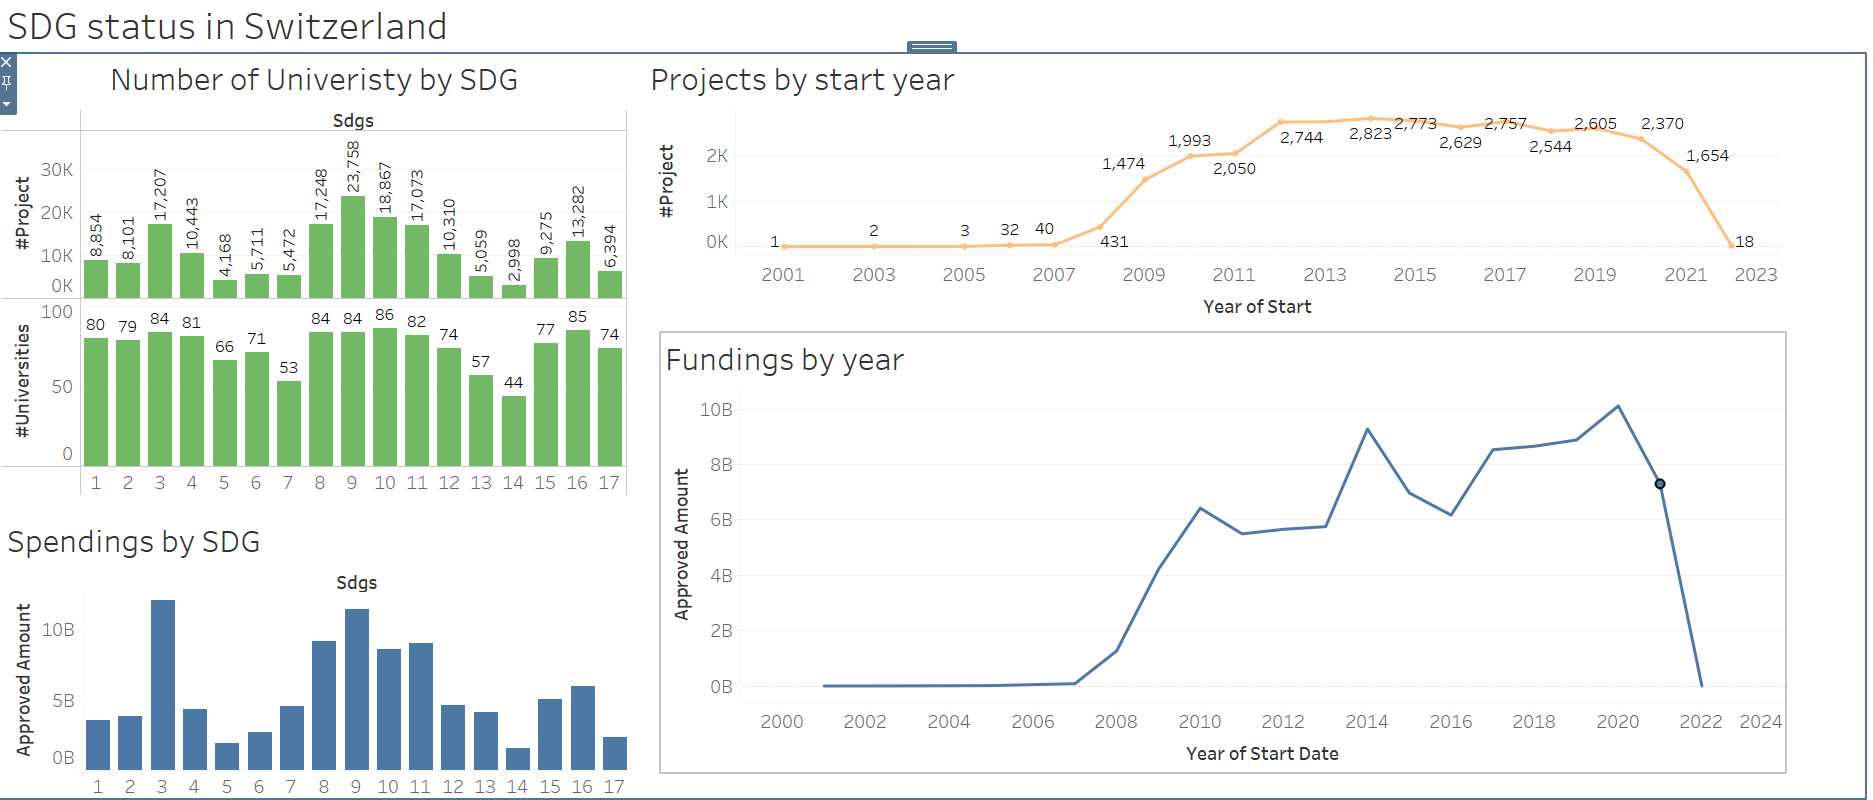 SDG status in Switzerland
Number of Univeristy by SDG
Sdgs
#Project
30K
20K
10K
0K
8,854
8,101
17,207
10,443
4,168
5,711
5,472
17,248
23,758
18,867
17,073
10,310
5,059
2,998
9,275
13,282
6,394
#Universities
100
50
0
80 79 84 81 66 71 53 84 84 86 82 74 57 44 77 85 74
1 2 3 4 5 6 7 8 9 10 11 12 13 14 15 16 17
Spendings by SDG
Sdgs
Approved Amount
10B
5B
0B
1 2 3 4 5 6 7 8 9 10 11 12 13 14 15 16 17
Projects by start year
#Project
2K
1K
0K
1 2 3 32 40 431 1,474 1,993 2,050 2,744 2,823 2,773 2,629 2,757 2,544 2,605 2,370 1,654 18
2001 2003 2005 2007 2009 2011 2013 2015 2017 2019 2021 2023
Year of Start
Fundings by year
Approved Amount
10B
8B
6B
4B
2B
0B
2000 2002 2004 2006 2008 2010 2012 2014 2016 2018 2020 2022 2024
Year of Start Date